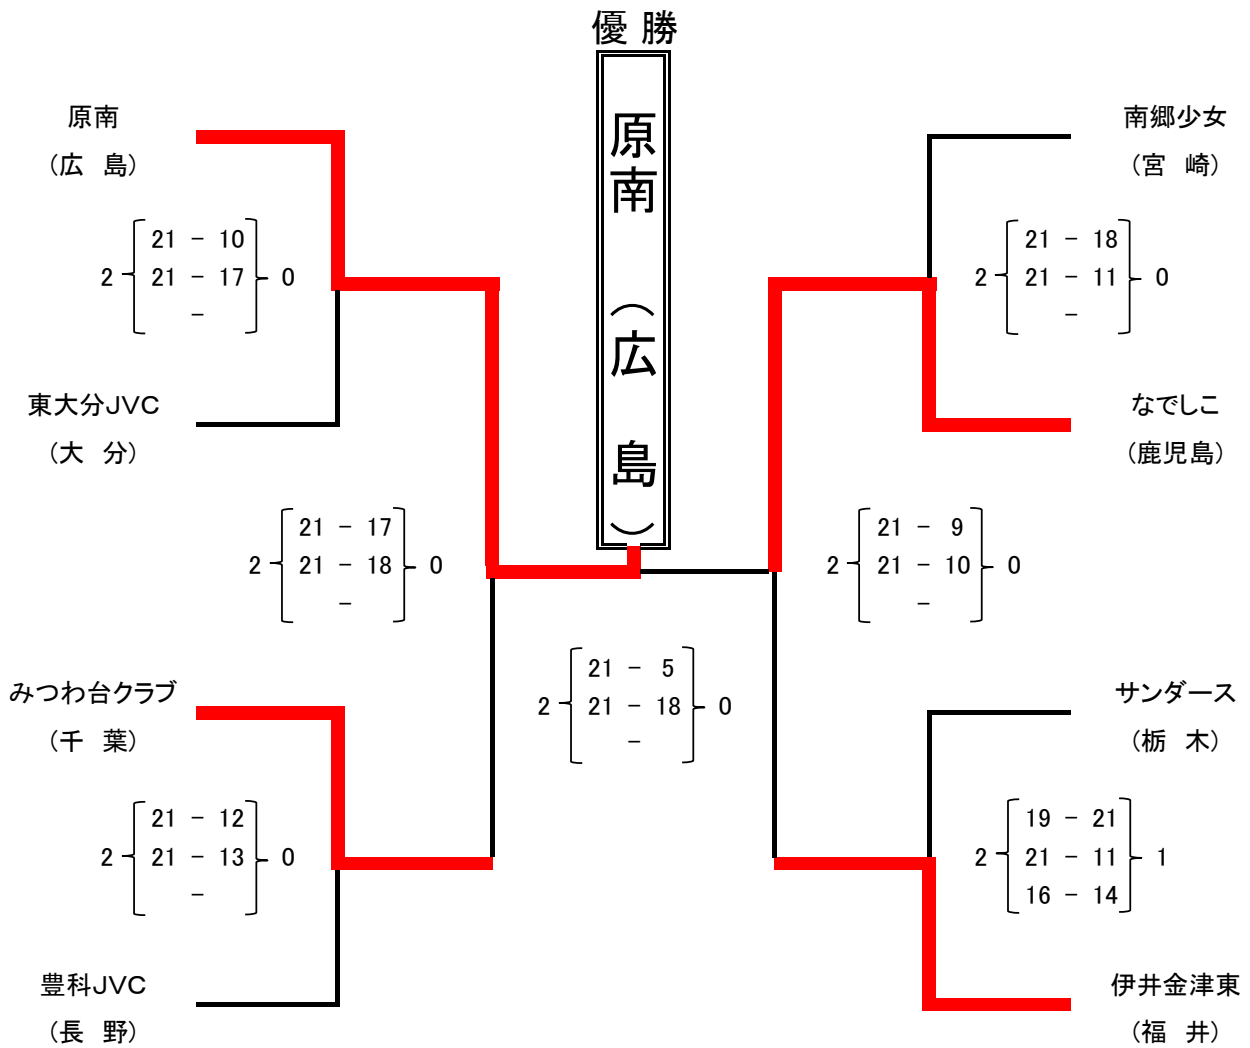 優 勝
原南 （広 島）
原南
（広 島）
2 21 - 10 0
21 - 17
-
東大分JVC
（大 分）
2 21 - 17 0
21 - 18
-
みつわ台クラブ
（千 葉）
2 21 - 12 0
21 - 13
-
豊科JVC
（長 野）
2 21 - 5 0
21 - 18
-
南郷少女
（宮 崎）
2 21 - 18 0
21 - 11
-
なでしこ
（鹿児島）
2 21 - 9 0
21 - 10
-
サンダース
（栃 木）
2 19 - 21 1
21 - 11
16 - 14
伊井金津東
（福 井）